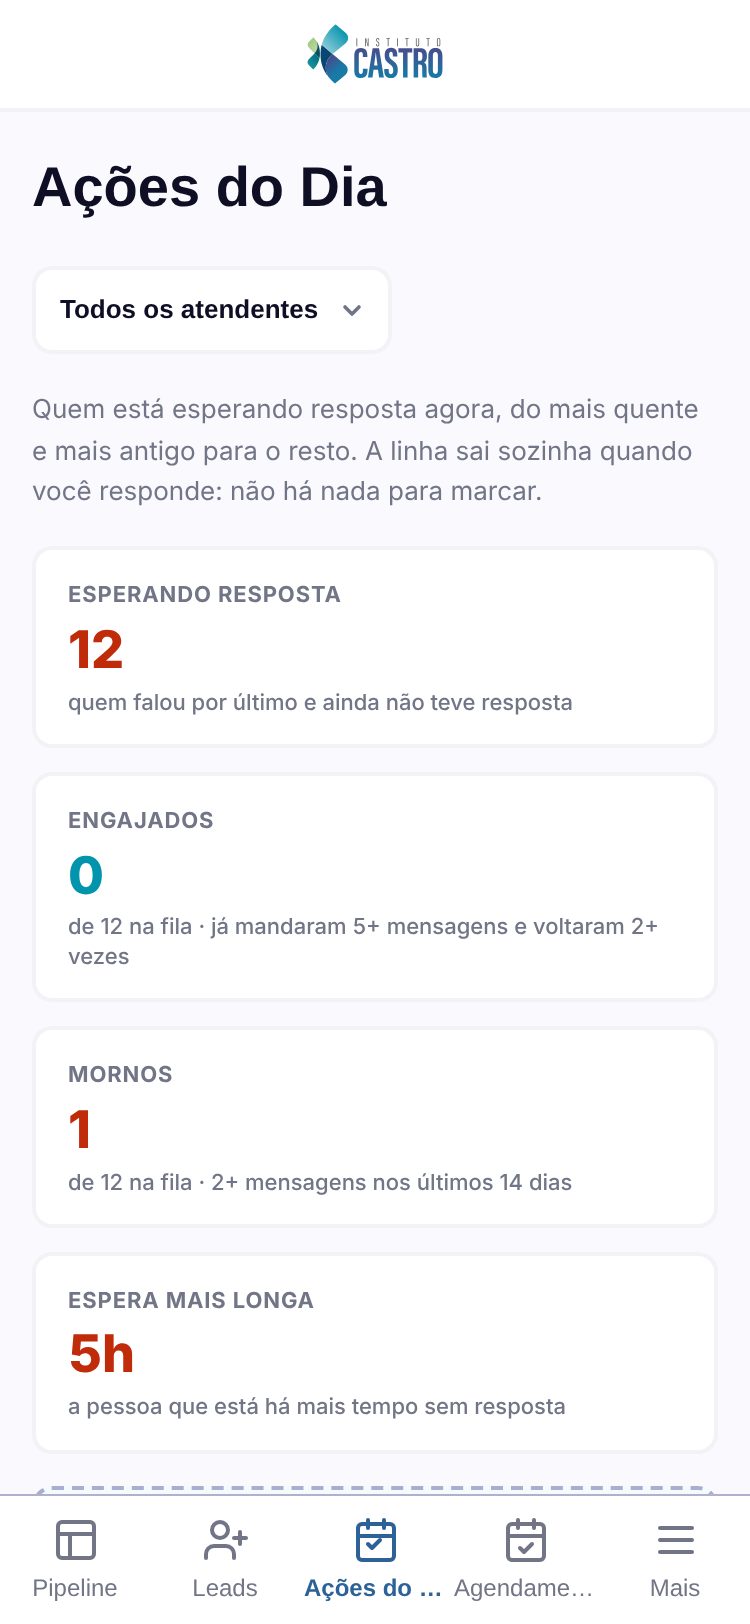 INSTITUTO
CASTRO
Ações do Dia
Todos os atendentes
Quem está esperando resposta agora, do mais quente
e mais antigo para o resto. A linha sai sozinha quando
você responde: não há nada para marcar.
ESPERANDO RESPOSTA
12
quem falou por último e ainda não teve resposta
ENGAJADOS
0
de 12 na fila · já mandaram 5+ mensagens e voltaram 2+
vezes
MORNOS
1
de 12 na fila · 2+ mensagens nos últimos 14 dias
ESPERA MAIS LONGA
5h
a pessoa que está há mais tempo sem resposta
Pipeline
Leads
Ações do ...
Agendame...
Mais